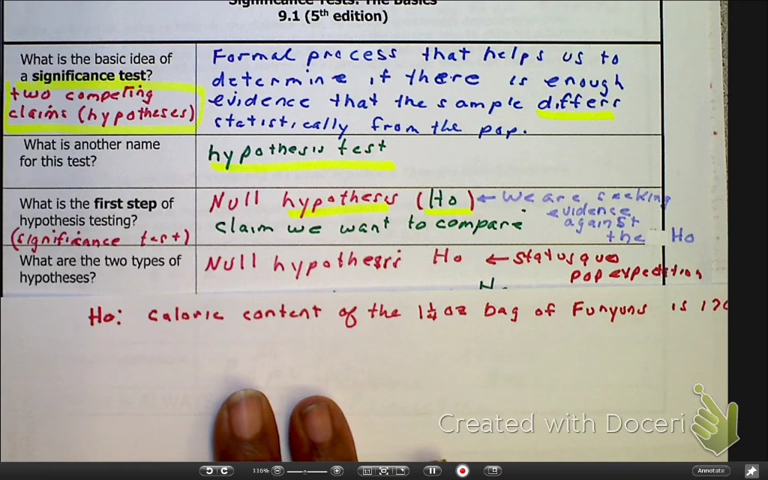 Significance Tests: The Basics
9.1 (5th edition)
What is the basic idea of
a significance test?
two competing
claims (hypotheses)
Formal process that helps us to
determine if there is enough
evidence that the sample differs
statistically from the pop.
What is another name
for this test?
hypothesis test
What is the first step of
hypothesis testing?
(significance test)
Null hypothesis (Ho) ← We are seeking
evidence
against
the Ho
claim we want to compare
What are the two types of
hypotheses?
Null hypothesis Ho ← status quo
pop expectation
H
Ho: Caloric content of the 1¼ oz bag of Funyuns is 170
Created with Doceri
116%
Annotate